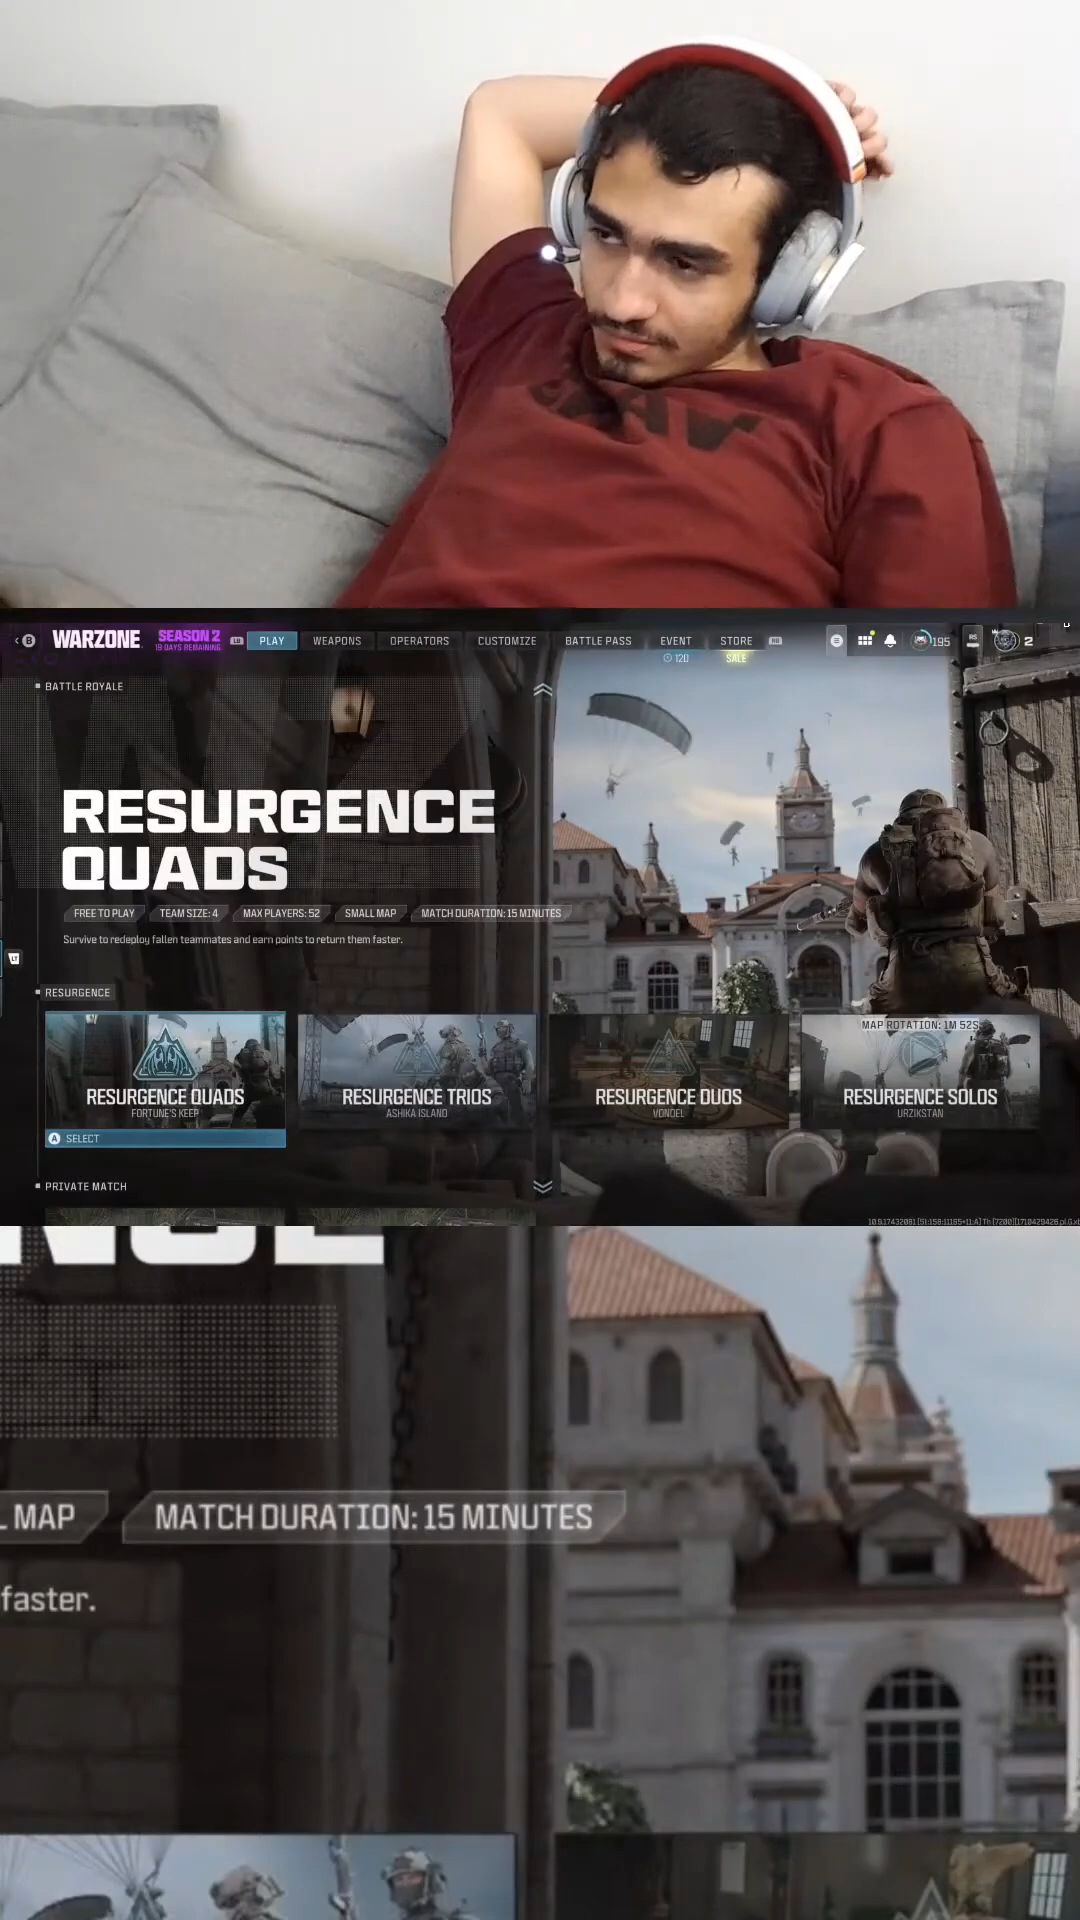 B WARZONE SEASON 2 LB PLAY WEAPONS OPERATORS CUSTOMIZE BATTLE PASS EVENT STORE 195 2
19 DAYS REMAINING
120 SALE
BATTLE ROYALE
RESURGENCE
QUADS
FREE TO PLAY TEAM SIZE: 4 MAX PLAYERS: 52 SMALL MAP MATCH DURATION: 15 MINUTES
Survive to redeploy fallen teammates and earn points to return them faster.
LT
RESURGENCE
MAP ROTATION: 1M 52S
RESURGENCE QUADS RESURGENCE TRIOS RESURGENCE DUOS RESURGENCE SOLOS
FORTUNE'S KEEP ASHIKA ISLAND VONDEL URZIKSTAN
A SELECT
PRIVATE MATCH
L MAP MATCH DURATION: 15 MINUTES
faster.